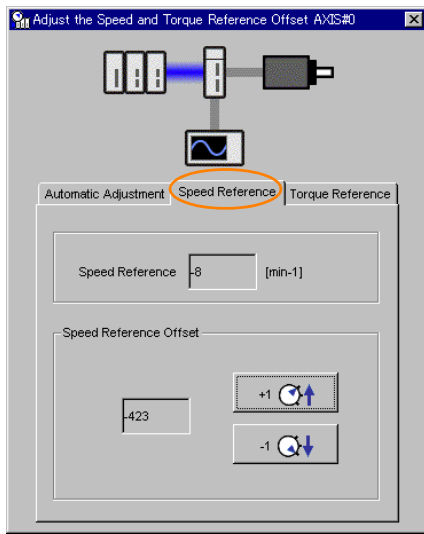 Adjust the Speed and Torque Reference Offset AXIS#0
Automatic Adjustment Speed Reference Torque Reference
Speed Reference -8 [min-1]
Speed Reference Offset
+1
-423
-1